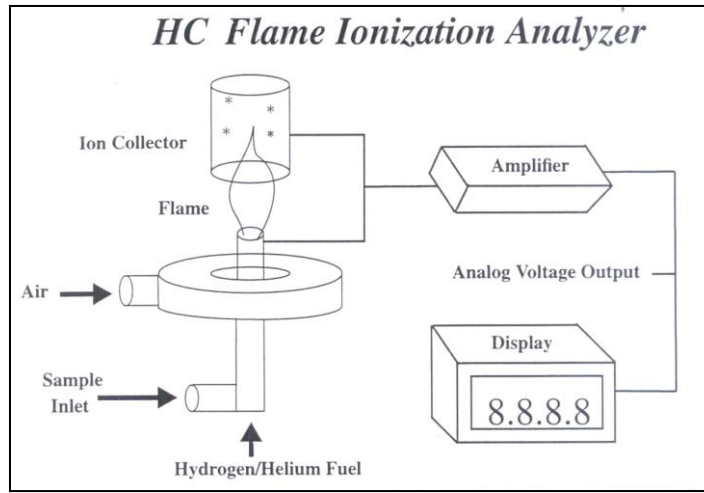 HC Flame Ionization Analyzer
Ion Collector
Amplifier
Flame
Analog Voltage Output
Air
Display
Sample
Inlet
8.8.8.8
Hydrogen/Helium Fuel